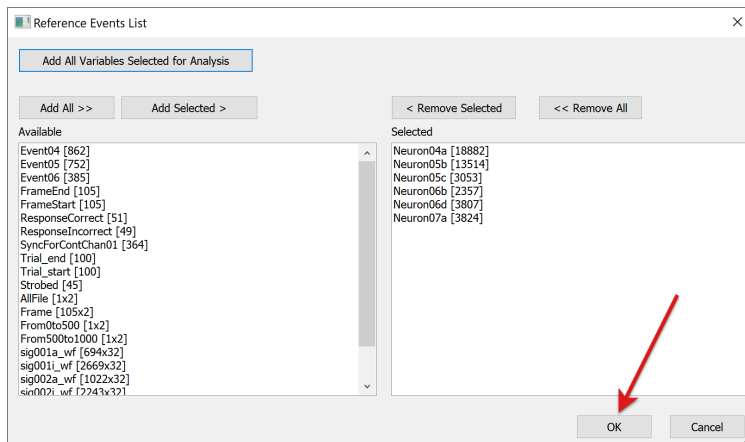 Reference Events List
Add All Variables Selected for Analysis
Add All >>
Add Selected >
< Remove Selected
<< Remove All
Available
Event04 [862]
Event05 [752]
Event06 [385]
FrameEnd [105]
FrameStart [105]
ResponseCorrect [51]
ResponseIncorrect [49]
SyncForContChan01 [364]
Trial_end [100]
Trial_start [100]
Strobed [45]
AllFile [1x2]
Frame [105x2]
From0to500 [1x2]
From500to1000 [1x2]
sig001a_wf [694x32]
sig001i_wf [2669x32]
sig002a_wf [1022x32]
sig002i_wf [2243x32]
Selected
Neuron04a [18882]
Neuron05b [13514]
Neuron05c [3053]
Neuron06b [2357]
Neuron06d [3807]
Neuron07a [3824]
OK
Cancel